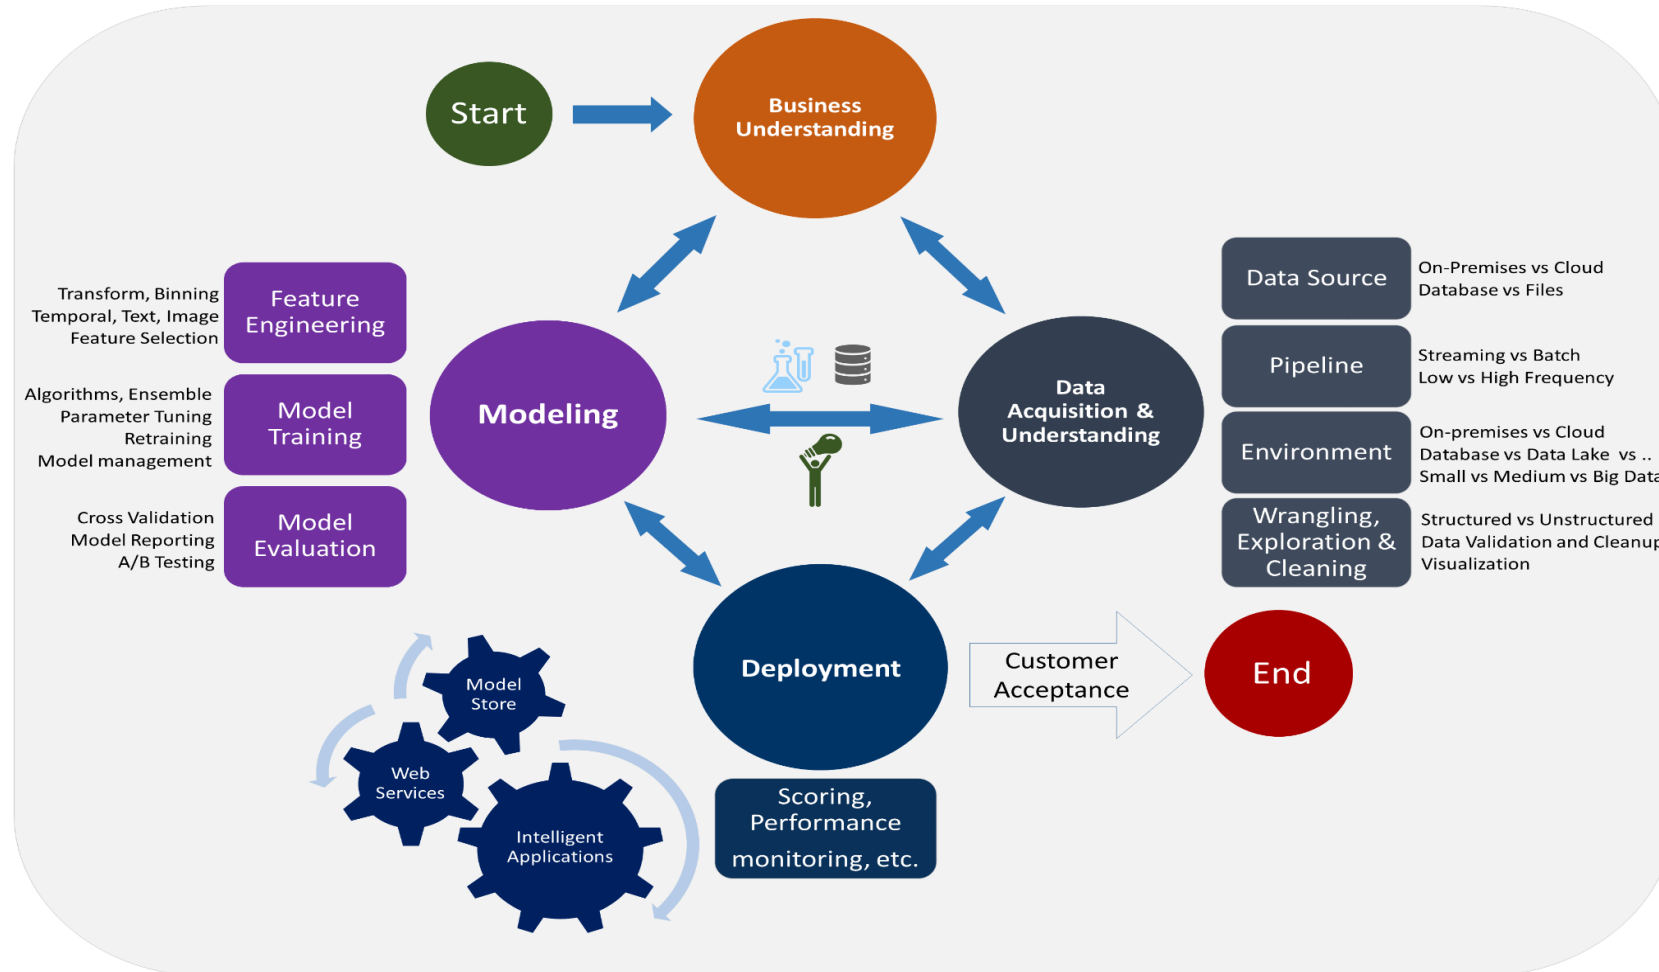 Start
Business
Understanding
Transform, Binning
Temporal, Text, Image
Feature Selection
Feature
Engineering
Algorithms, Ensemble
Parameter Tuning
Retraining
Model management
Model
Training
Cross Validation
Model Reporting
A/B Testing
Model
Evaluation
Modeling
Data
Acquisition &
Understanding
Data Source
On-Premises vs Cloud
Database vs Files
Pipeline
Streaming vs Batch
Low vs High Frequency
Environment
On-premises vs Cloud
Database vs Data Lake vs ..
Small vs Medium vs Big Data
Wrangling,
Exploration &
Cleaning
Structured vs Unstructured
Data Validation and Cleanup
Visualization
Deployment
Customer
Acceptance
End
Model
Store
Web
Services
Intelligent
Applications
Scoring,
Performance
monitoring, etc.